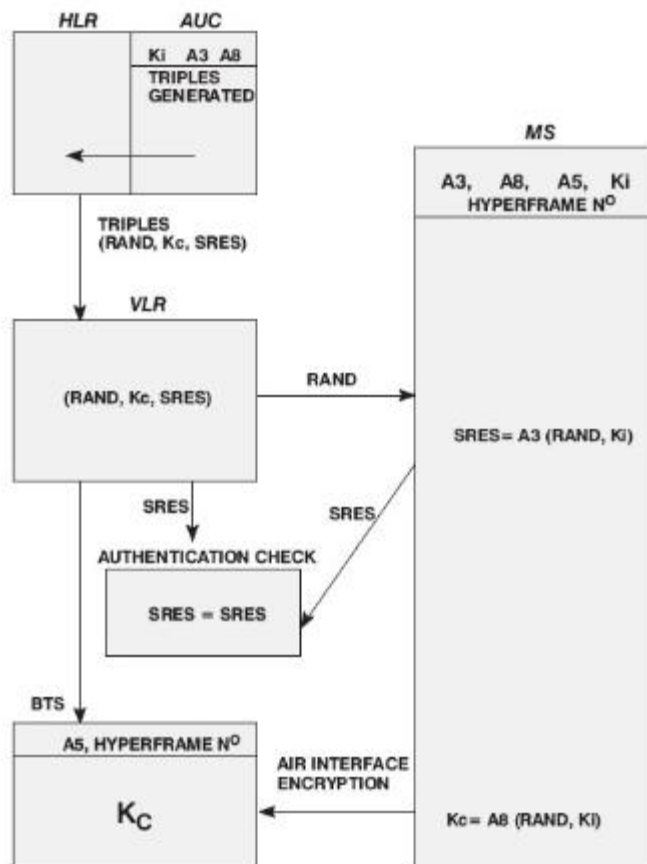 HLR
AUC
Ki A3 A8
TRIPLES
GENERATED
MS
A3, A8, A5, Ki
HYPERFRAME Nº
TRIPLES
(RAND, Kc, SRES)
VLR
(RAND, Kc, SRES)
RAND
SRES= A3 (RAND, Ki)
SRES
SRES
AUTHENTICATION CHECK
SRES = SRES
BTS
A5, HYPERFRAME Nº
AIR INTERFACE
ENCRYPTION
KC
Kc= A8 (RAND, Ki)